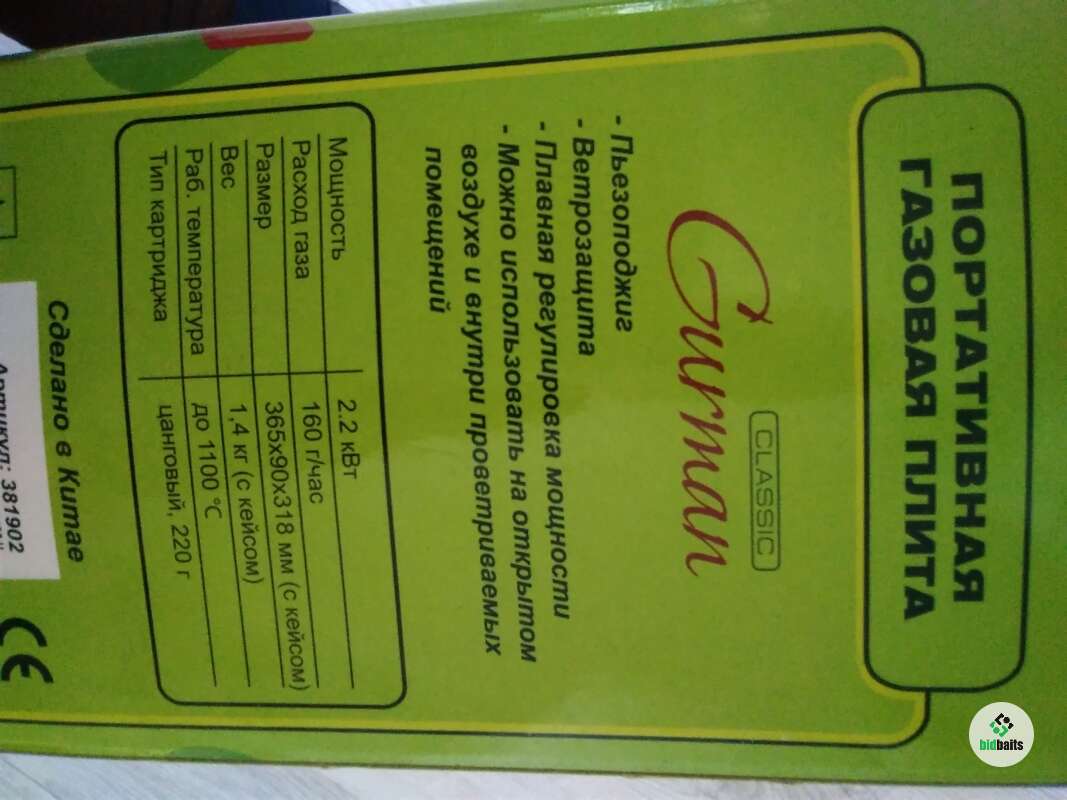 ПОРТАТИВНАЯ
ГАЗОВАЯ ПЛИТА
CLASSIC
Gurman
- Пьезоподжиг
- Ветрозащита
- Плавная регулировка мощности
- Можно использовать на открытом
воздухе и внутри проветриваемых
помещений
Мощность 2.2 кВт
Расход газа 160 г/час
Размер 365х90х318 мм (с кейсом)
Вес 1,4 кг (с кейсом)
Раб. температура до 1100 °С
Тип картриджа цанговый, 220 г
Сделано в Китае
Артикул: 381902
CE
bidbaits